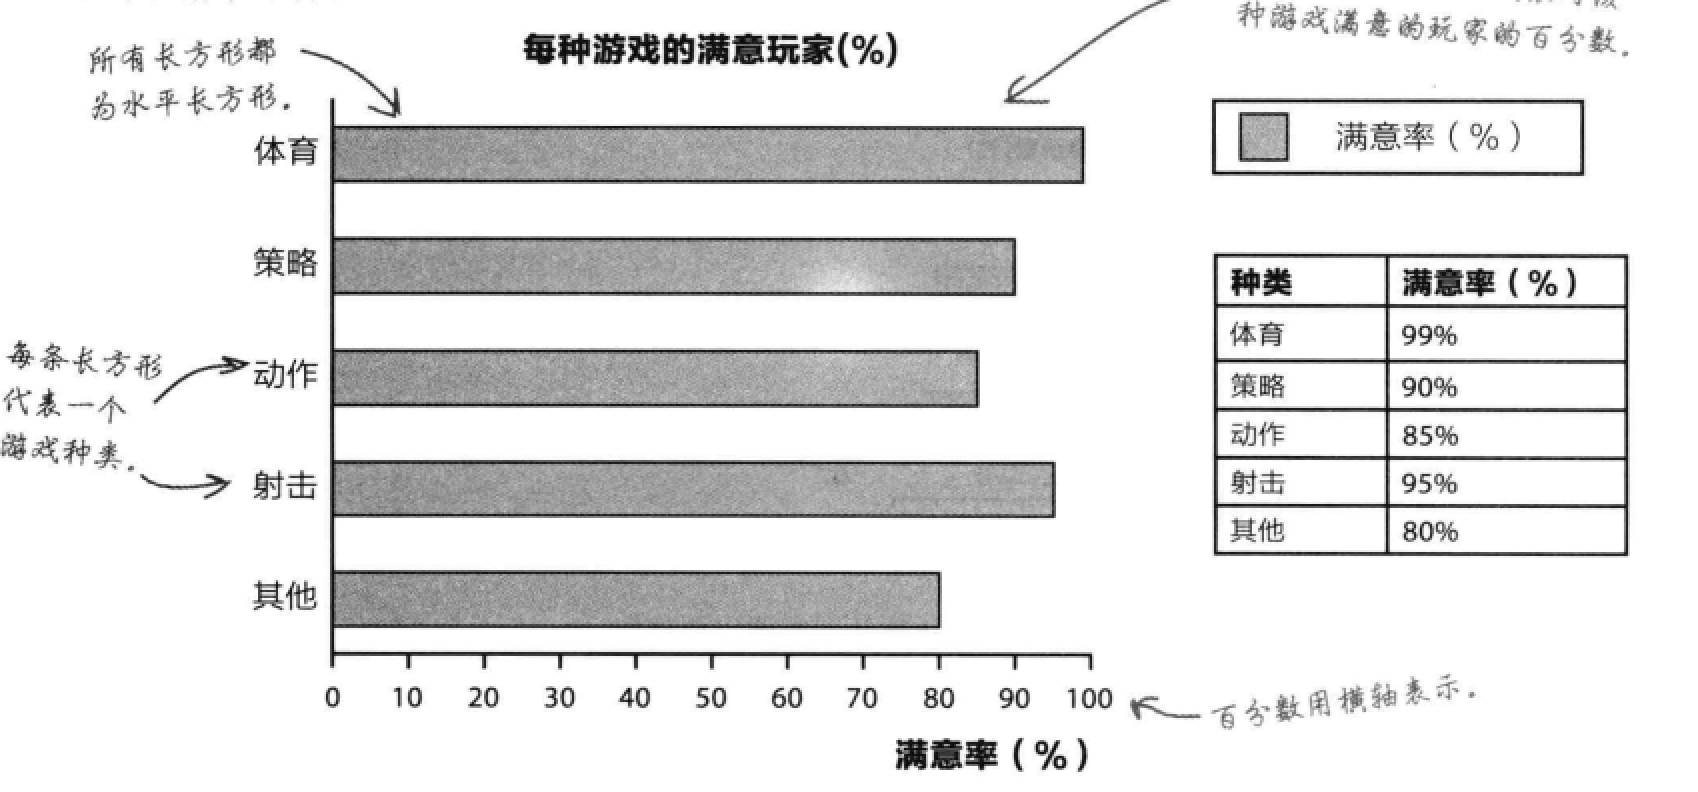 种游戏满意的玩家的百分数。
所有长方形都
为水平长方形。
每种游戏的满意玩家(%)
满意率（%）
体育
策略
动作
射击
其他
每条长方形
代表一个
游戏种类。
种类 满意率（%）
体育 99%
策略 90%
动作 85%
射击 95%
其他 80%
0 10 20 30 40 50 60 70 80 90 100
百分数用横轴表示。
满意率（%）